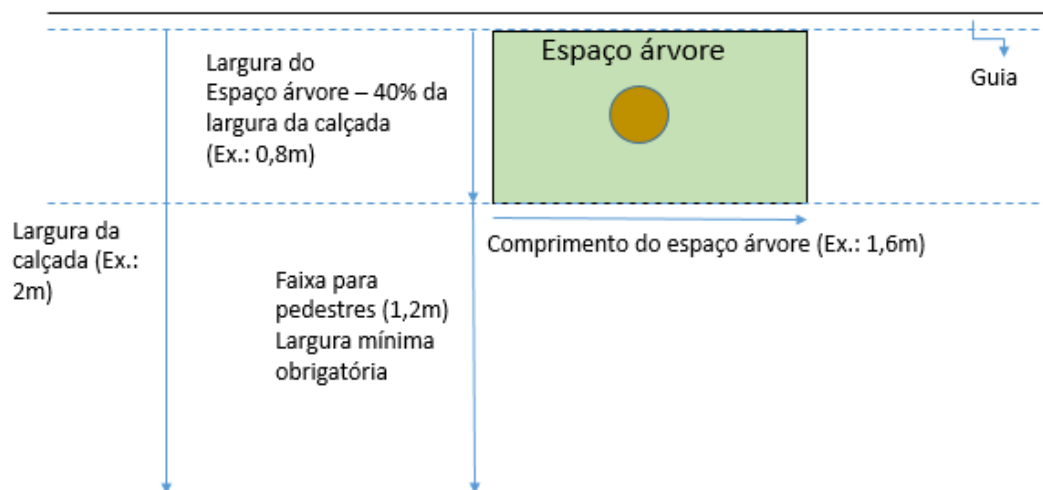 Espaço árvore
Largura do
Espaço árvore – 40% da
largura da calçada
(Ex.: 0,8m)
Guia
Largura da
calçada (Ex.:
2m)
Comprimento do espaço árvore (Ex.: 1,6m)
Faixa para
pedestres (1,2m)
Largura mínima
obrigatória